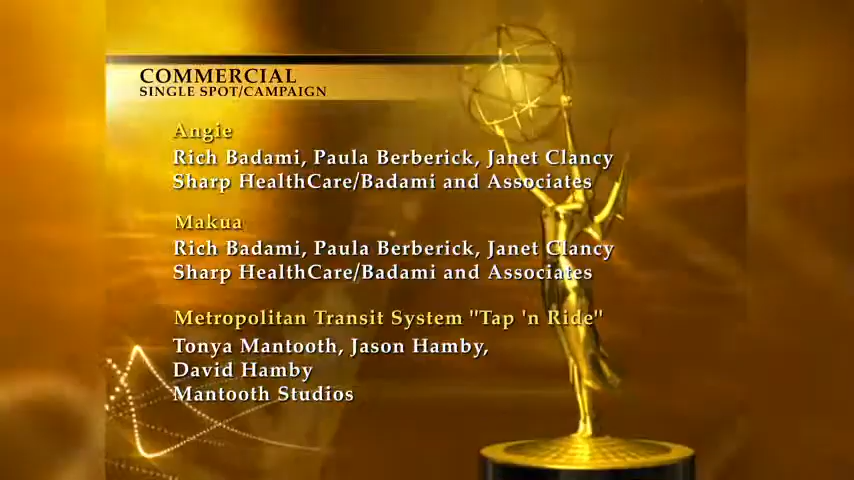 COMMERCIAL
SINGLE SPOT/CAMPAIGN
Angie
Rich Badami, Paula Berberick, Janet Clancy
Sharp HealthCare/Badami and Associates
Makua
Rich Badami, Paula Berberick, Janet Clancy
Sharp HealthCare/Badami and Associates
Metropolitan Transit System "Tap 'n Ride"
Tonya Mantooth, Jason Hamby,
David Hamby
Mantooth Studios